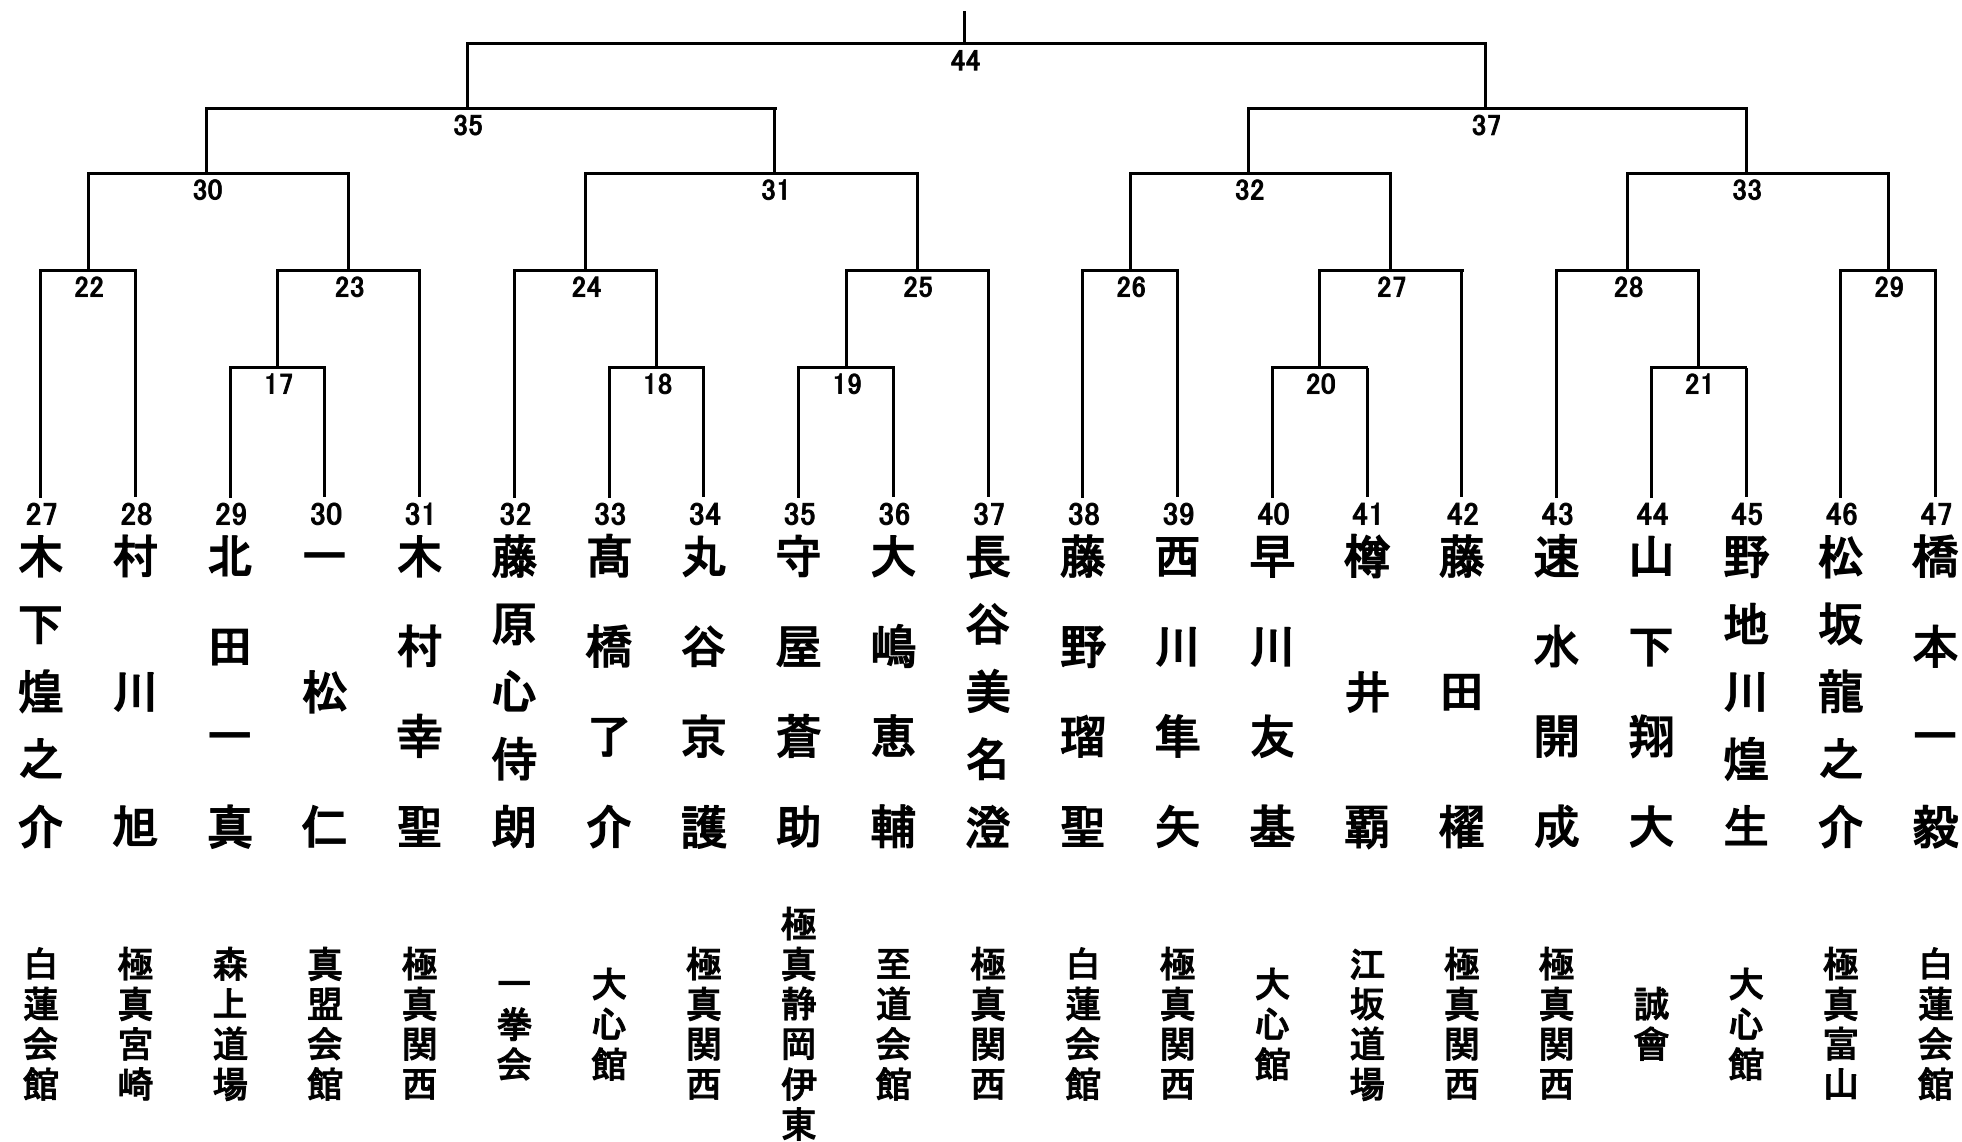 44
35 37
30 31 32 33
22 23 24 25 26 27 28 29
17 18 19 20 21
27 28 29 30 31 32 33 34 35 36 37 38 39 40 41 42 43 44 45 46 47
木下煌之介
村川旭
北田一真
一松仁
木村幸聖
藤原心侍朗
髙橋了介
丸谷京護
守屋蒼助
大嶋恵輔
長谷美名澄
藤野瑠聖
西川隼矢
早川友基
樽井覇
藤田櫂
速水開成
山下翔大
野地川煌生
松坂龍之介
橋本一毅
白蓮会館
極真宮崎
森上道場
真盟会館
極真関西
一拳会
大心館
極真関西
極真静岡伊東
至道会館
極真関西
白蓮会館
極真関西
大心館
江坂道場
極真関西
極真関西
誠會
大心館
極真富山
白蓮会館